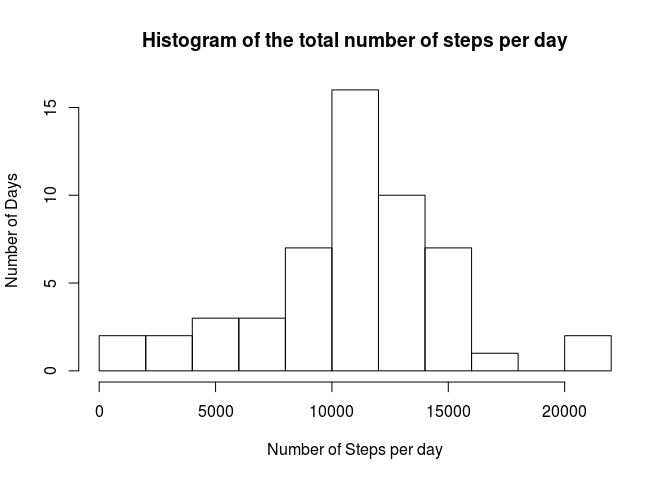 Histogram of the total number of steps per day
Number of Days
15
10
5
0
0 5000 10000 15000 20000
Number of Steps per day